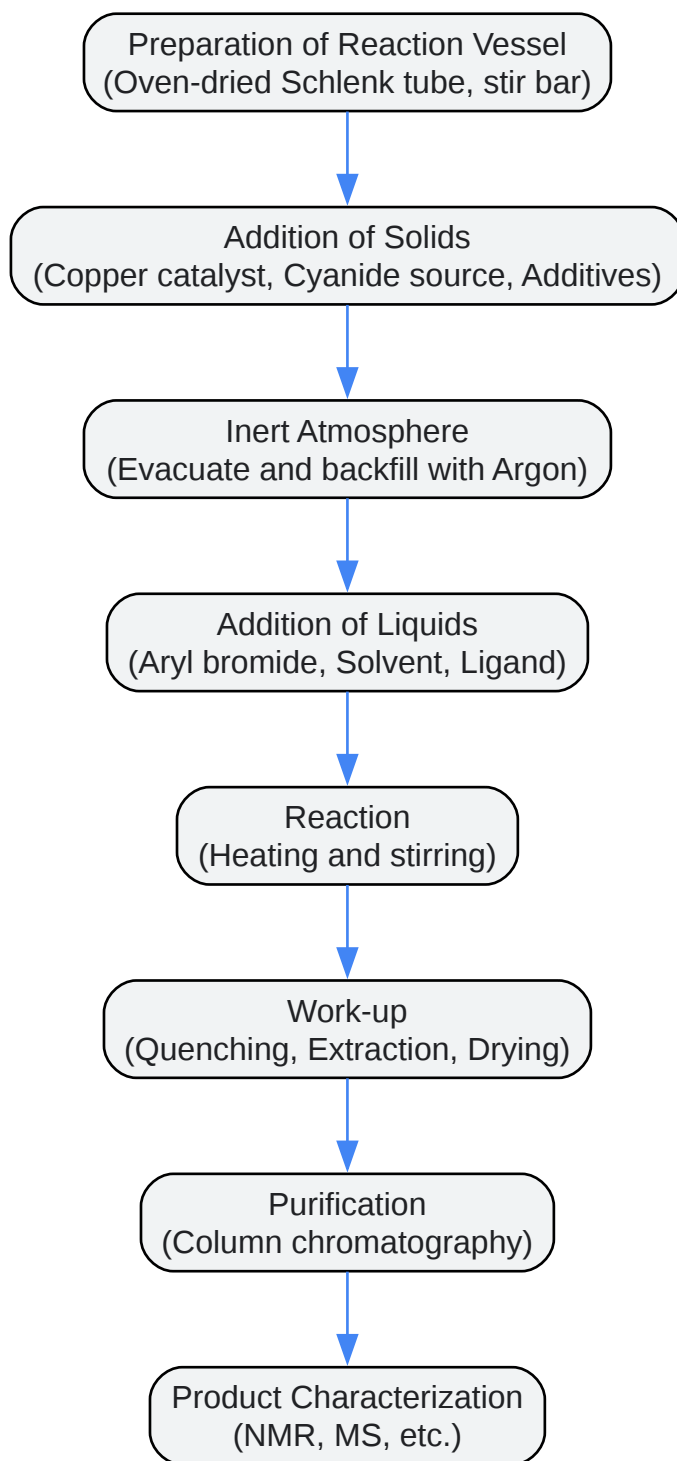 Preparation of Reaction Vessel
(Oven-dried Schlenk tube, stir bar)
Addition of Solids
(Copper catalyst, Cyanide source, Additives)
Inert Atmosphere
(Evacuate and backfill with Argon)
Addition of Liquids
(Aryl bromide, Solvent, Ligand)
Reaction
(Heating and stirring)
Work-up
(Quenching, Extraction, Drying)
Purification
(Column chromatography)
Product Characterization
(NMR, MS, etc.)